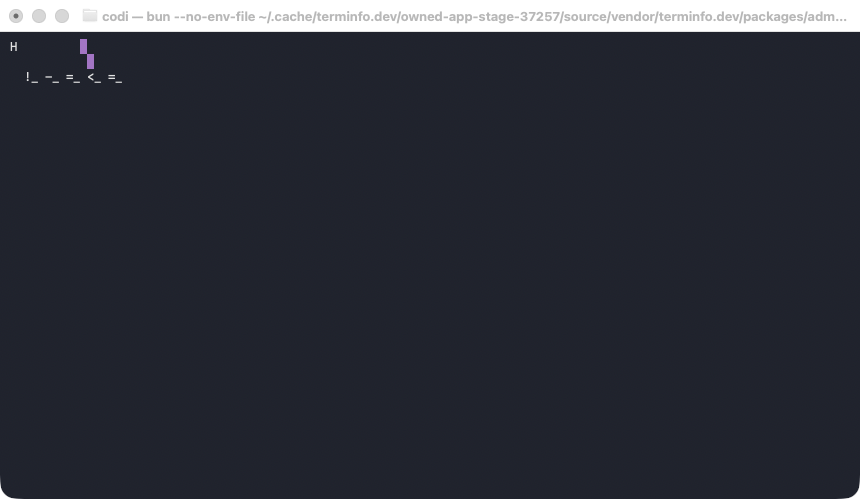 codi — bun --no-env-file ~/.cache/terminfo.dev/owned-app-stage-37257/source/vendor/terminfo.dev/packages/adm...
H
!_ —_ =_ <_ =_